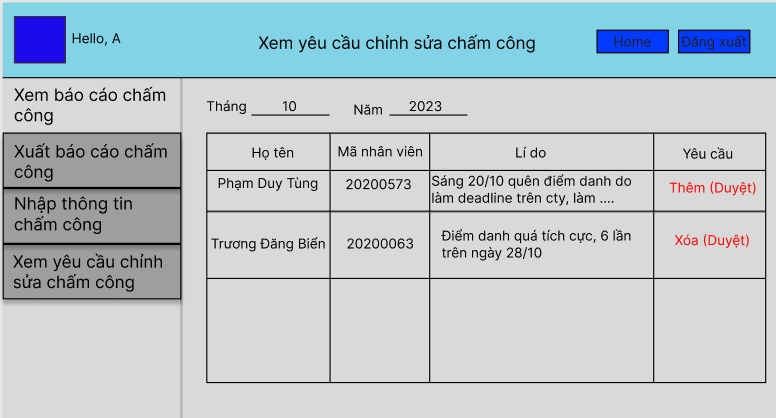 Hello, A
Xem yêu cầu chỉnh sửa chấm công
Home
Đăng xuất
Xem báo cáo chấm
công
Xuất báo cáo chấm
công
Nhập thông tin
chấm công
Xem yêu cầu chỉnh
sửa chấm công
Tháng 10 Năm 2023
Họ tên Mã nhân viên Lí do Yêu cầu
Phạm Duy Tùng 20200573 Sáng 20/10 quên điểm danh do Thêm (Duyệt)
làm deadline trên cty, làm ....
Trương Đăng Biển 20200063 Điểm danh quá tích cực, 6 lần Xóa (Duyệt)
trên ngày 28/10